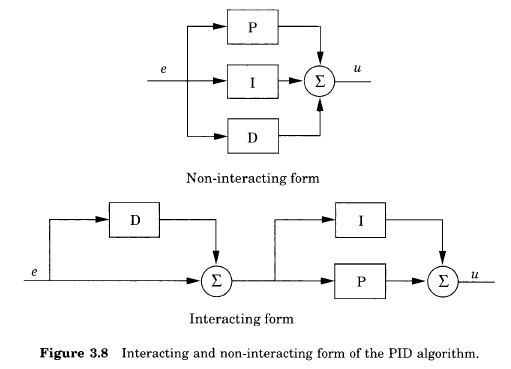 P
e
I
Σ
u
D
Non-interacting form
D
I
e
Σ
P
Σ
u
Interacting form
Figure 3.8 Interacting and non-interacting form of the PID algorithm.